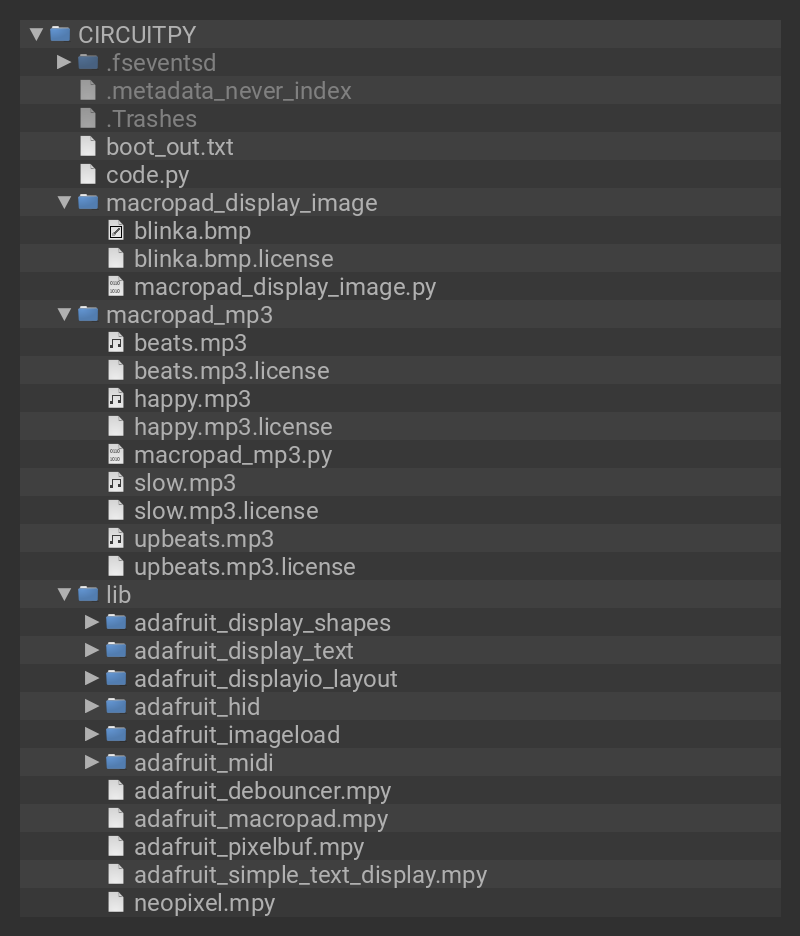 CIRCUITPY
.fseventsd
.metadata_never_index
.Trashes
boot_out.txt
code.py
macropad_display_image
blinka.bmp
blinka.bmp.license
macropad_display_image.py
macropad_mp3
beats.mp3
beats.mp3.license
happy.mp3
happy.mp3.license
macropad_mp3.py
slow.mp3
slow.mp3.license
upbeats.mp3
upbeats.mp3.license
lib
adafruit_display_shapes
adafruit_display_text
adafruit_displayio_layout
adafruit_hid
adafruit_imageload
adafruit_midi
adafruit_debouncer.mpy
adafruit_macropad.mpy
adafruit_pixelbuf.mpy
adafruit_simple_text_display.mpy
neopixel.mpy